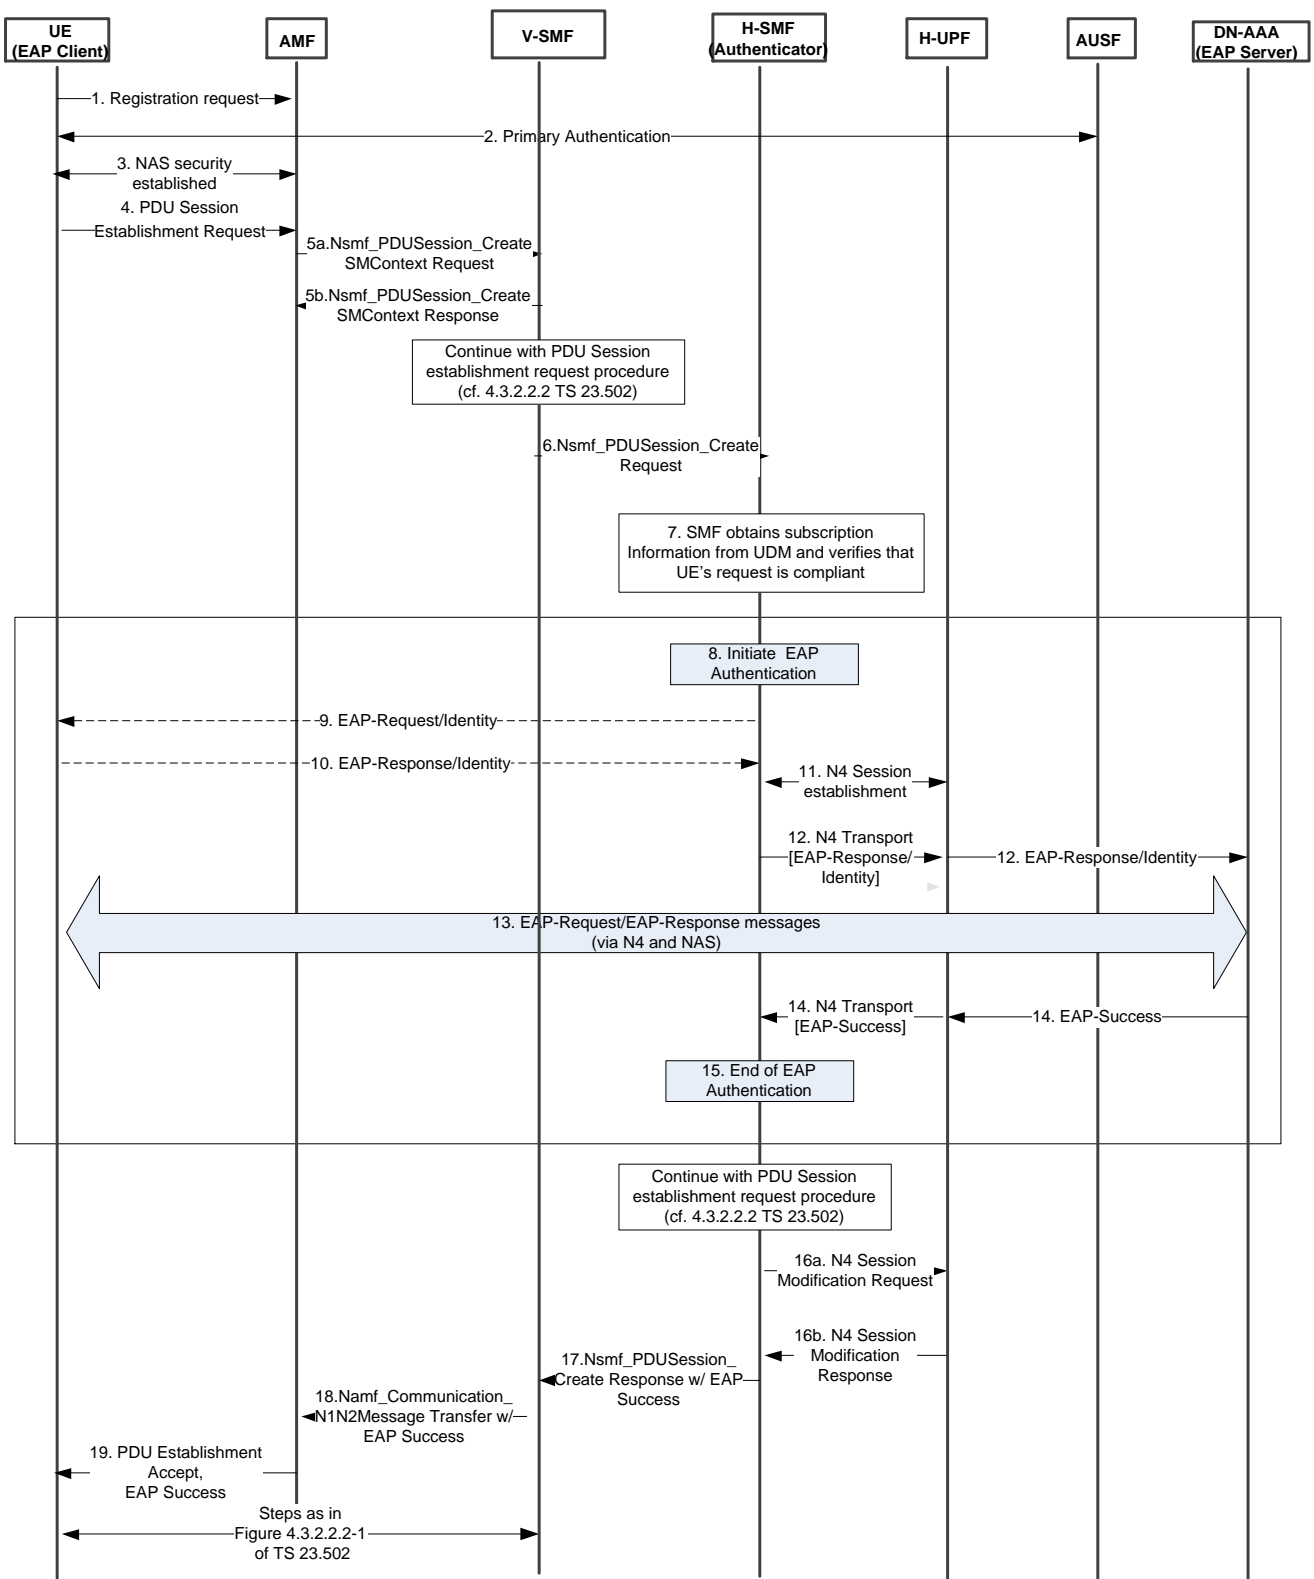 UE
(EAP Client)
AMF
V-SMF
H-SMF
(Authenticator)
H-UPF
AUSF
DN-AAA
(EAP Server)
1. Registration request
2. Primary Authentication
3. NAS security
established
4. PDU Session
Establishment Request
5a.Nsmf_PDUSession_Create
SMContext Request
5b.Nsmf_PDUSession_Create
SMContext Response
Continue with PDU Session
establishment request procedure
(cf. 4.3.2.2.2 TS 23.502)
6.Nsmf_PDUSession_Create
Request
7. SMF obtains subscription
Information from UDM and verifies that
UE's request is compliant
8. Initiate EAP
Authentication
9. EAP-Request/Identity
10. EAP-Response/Identity
11. N4 Session
establishment
12. N4 Transport
[EAP-Response/
Identity]
12. EAP-Response/Identity
13. EAP-Request/EAP-Response messages
(via N4 and NAS)
14. N4 Transport
[EAP-Success]
14. EAP-Success
15. End of EAP
Authentication
Continue with PDU Session
establishment request procedure
(cf. 4.3.2.2.2 TS 23.502)
16a. N4 Session
Modification Request
16b. N4 Session
Modification
Response
17.Nsmf_PDUSession_
Create Response w/ EAP
Success
18.Namf_Communication_
N1N2Message Transfer w/
EAP Success
19. PDU Establishment
Accept,
EAP Success
Steps as in
Figure 4.3.2.2.2-1
of TS 23.502